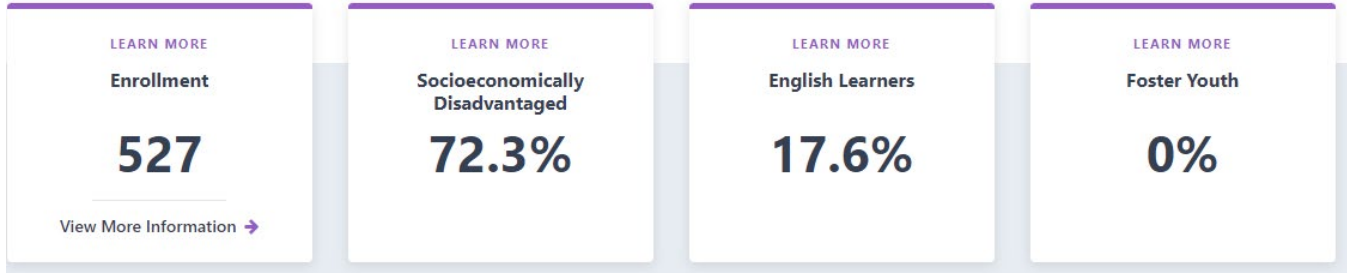 LEARN MORE
Enrollment
527
View More Information
LEARN MORE
Socioeconomically
Disadvantaged
72.3%
LEARN MORE
English Learners
17.6%
LEARN MORE
Foster Youth
0%